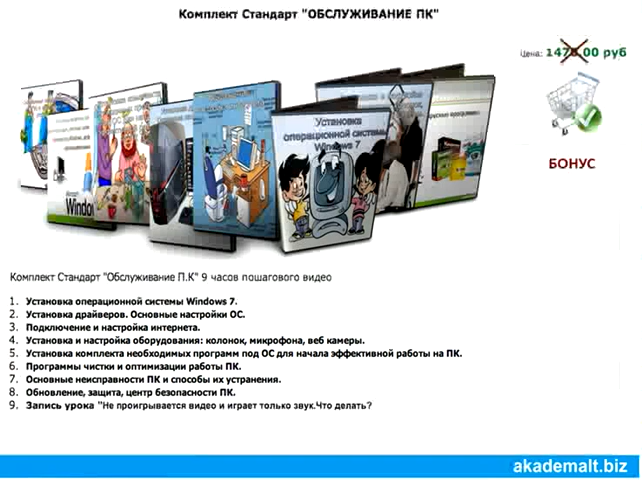 Комплект Стандарт "ОБСЛУЖИВАНИЕ ПК"
Цена: 1470.00 руб
БОНУС
Установка
операционной системы
Windows 7
Комплект Стандарт "Обслуживание П.К" 9 часов пошагового видео
1. Установка операционной системы Windows 7.
2. Установка драйверов. Основные настройки ОС.
3. Подключение и настройка интернета.
4. Установка и настройка оборудования: колонок, микрофона, веб камеры.
5. Установка комплекта необходимых программ под ОС для начала эффективной работы на ПК.
6. Программы чистки и оптимизации работы ПК.
7. Основные неисправности ПК и способы их устранения.
8. Обновление, защита, центр безопасности ПК.
9. Запись урока "Не проигрывается видео и играет только звук.Что делать?
akademalt.biz